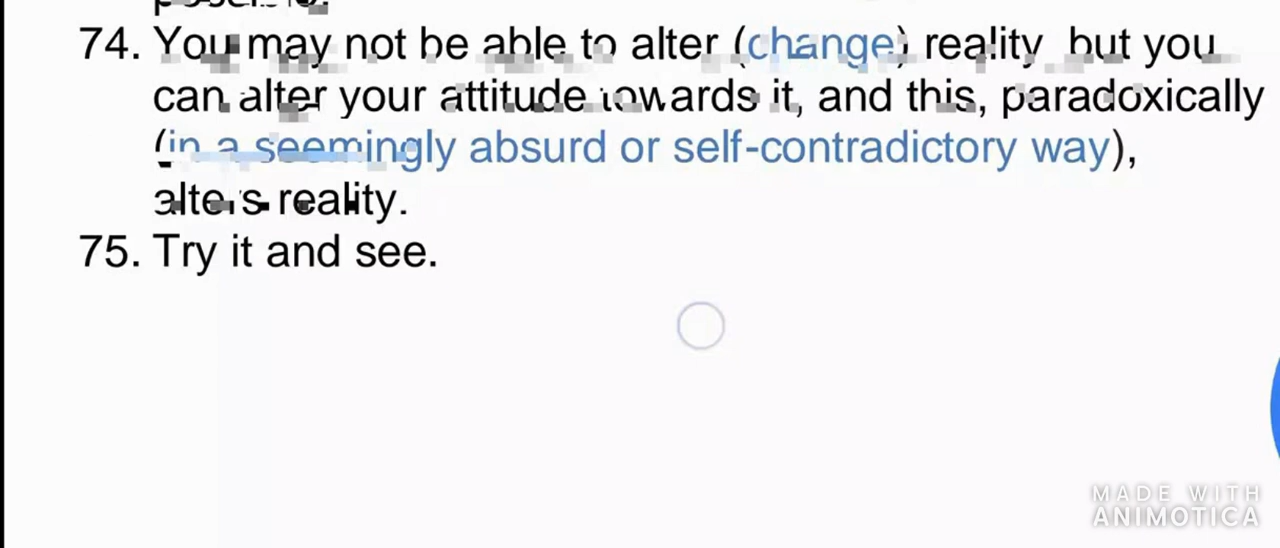 74. You may not be able to alter (change) reality but you
can alter your attitude towards it, and this, paradoxically
(in a seemingly absurd or self-contradictory way),
alters reality.
75. Try it and see.
MADE WITH
ANIMOTICA